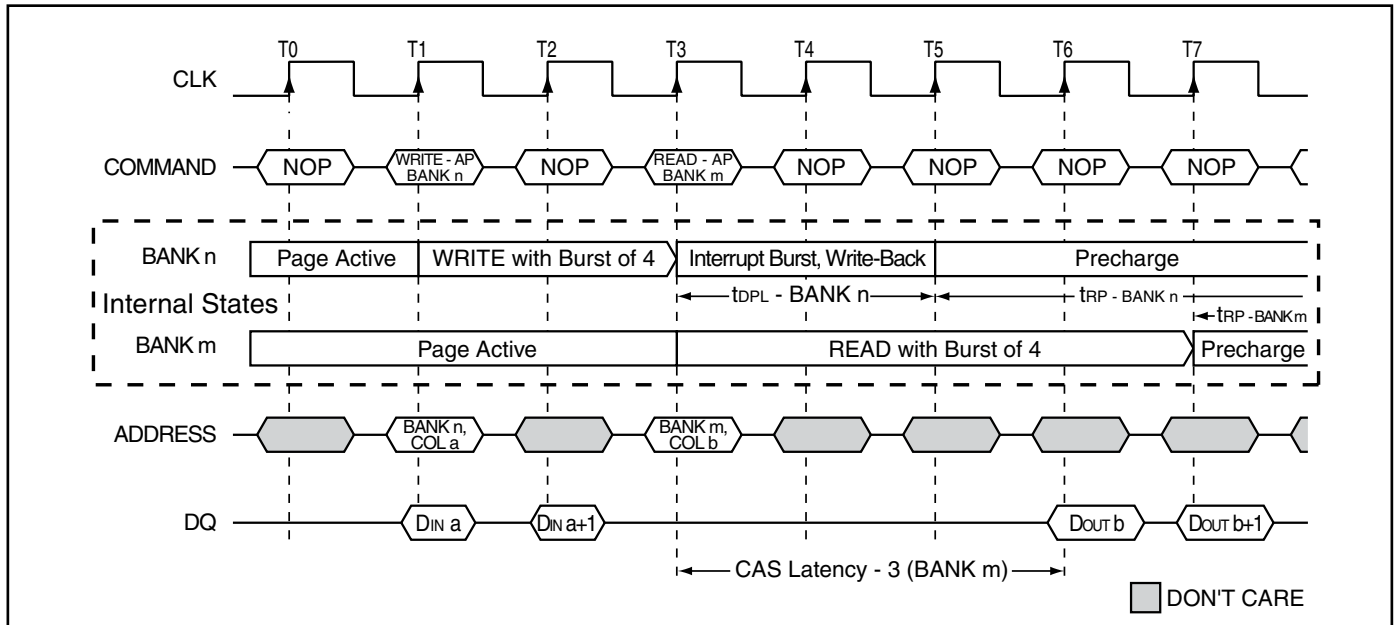 T0 T1 T2 T3 T4 T5 T6 T7
CLK
COMMAND NOP WRITE - AP BANK n NOP READ - AP BANK m NOP NOP NOP NOP
BANK n Page Active WRITE with Burst of 4 Interrupt Burst, Write-Back Precharge
Internal States tDPL - BANK n tRP - BANK n
tRP - BANK m
BANK m Page Active READ with Burst of 4 Precharge
ADDRESS BANK n, COL a BANK m, COL b
DQ DIN a DIN a+1 DOUT b DOUT b+1
CAS Latency - 3 (BANK m)
DON'T CARE